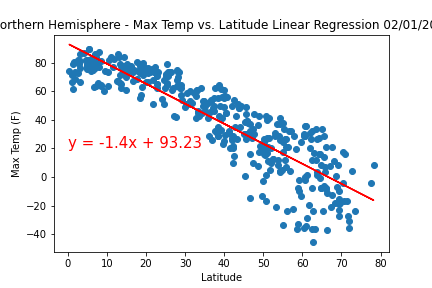 orthern Hemisphere - Max Temp vs. Latitude Linear Regression 02/01/20
Max Temp (F)
80
60
40
20
0
−20
−40
y = -1.4x + 93.23
0 10 20 30 40 50 60 70 80
Latitude